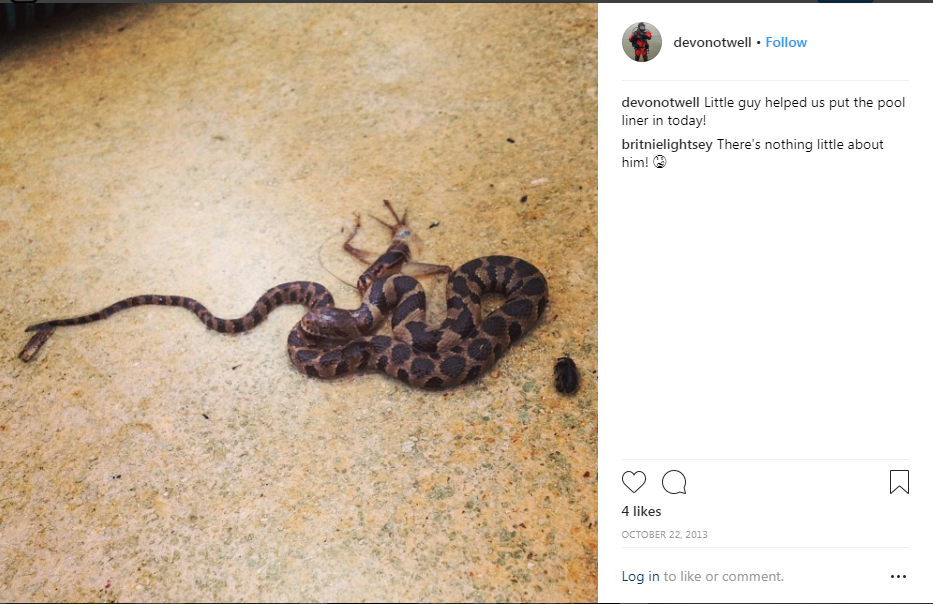 devonotwell • Follow
devonotwell Little guy helped us put the pool
liner in today!
britnielightsey There's nothing little about
him! 😨
4 likes
OCTOBER 22, 2013
Log in to like or comment.